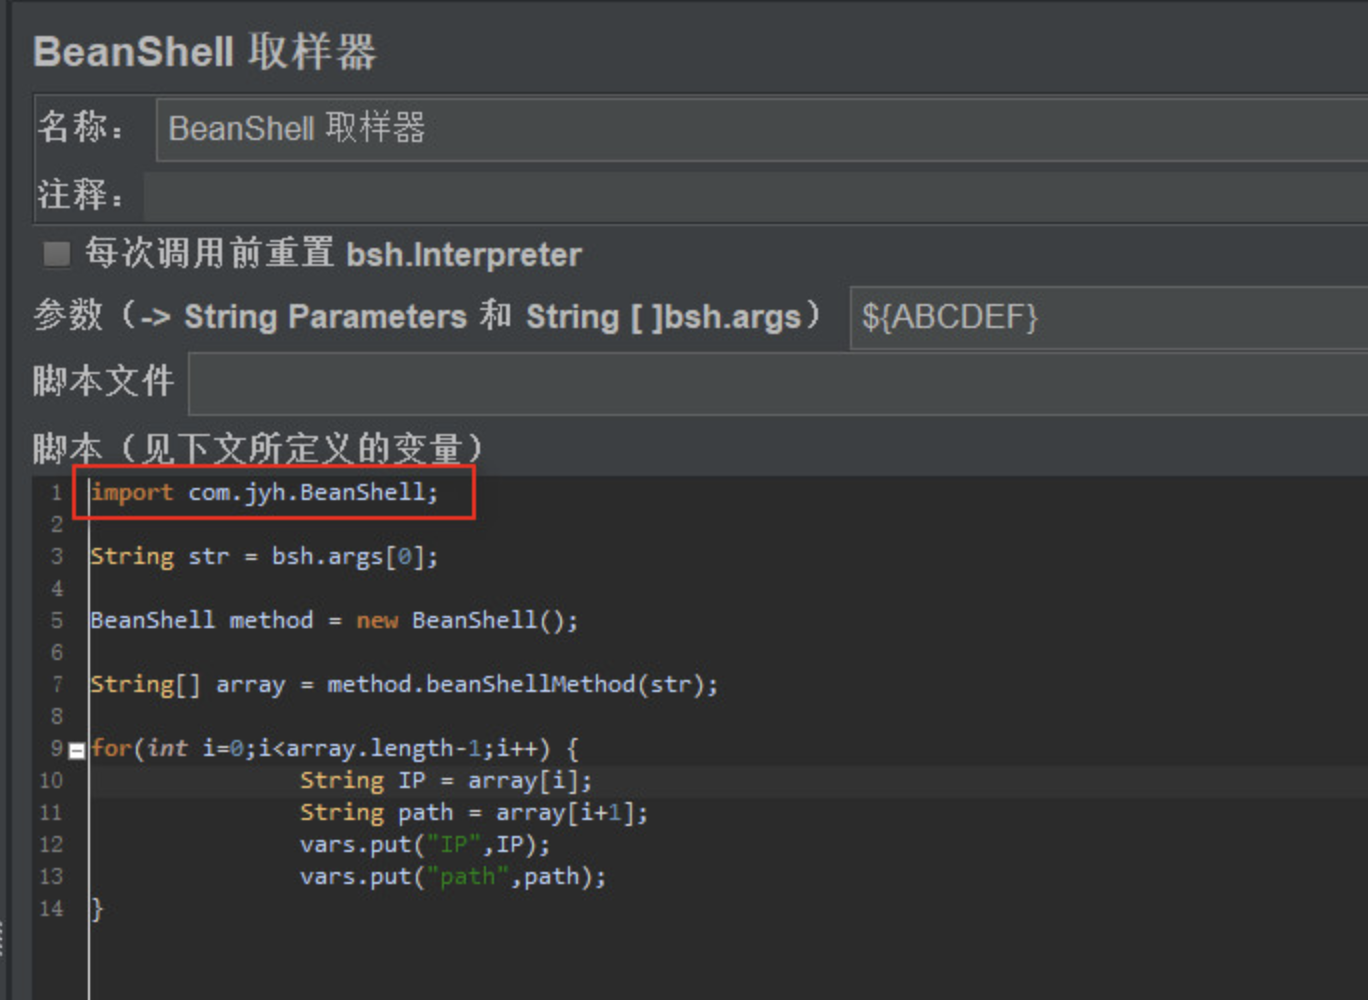 BeanShell 取样器
名称： BeanShell 取样器
注释：
每次调用前重置 bsh.Interpreter
参数（-> String Parameters 和 String [ ]bsh.args） ${ABCDEF}
脚本文件
脚本（见下文所定义的变量）
1 import com.jyh.BeanShell;
2
3 String str = bsh.args[0];
4
5 BeanShell method = new BeanShell();
6
7 String[] array = method.beanShellMethod(str);
8
9 for(int i=0;i<array.length-1;i++) {
10 String IP = array[i];
11 String path = array[i+1];
12 vars.put("IP",IP);
13 vars.put("path",path);
14 }